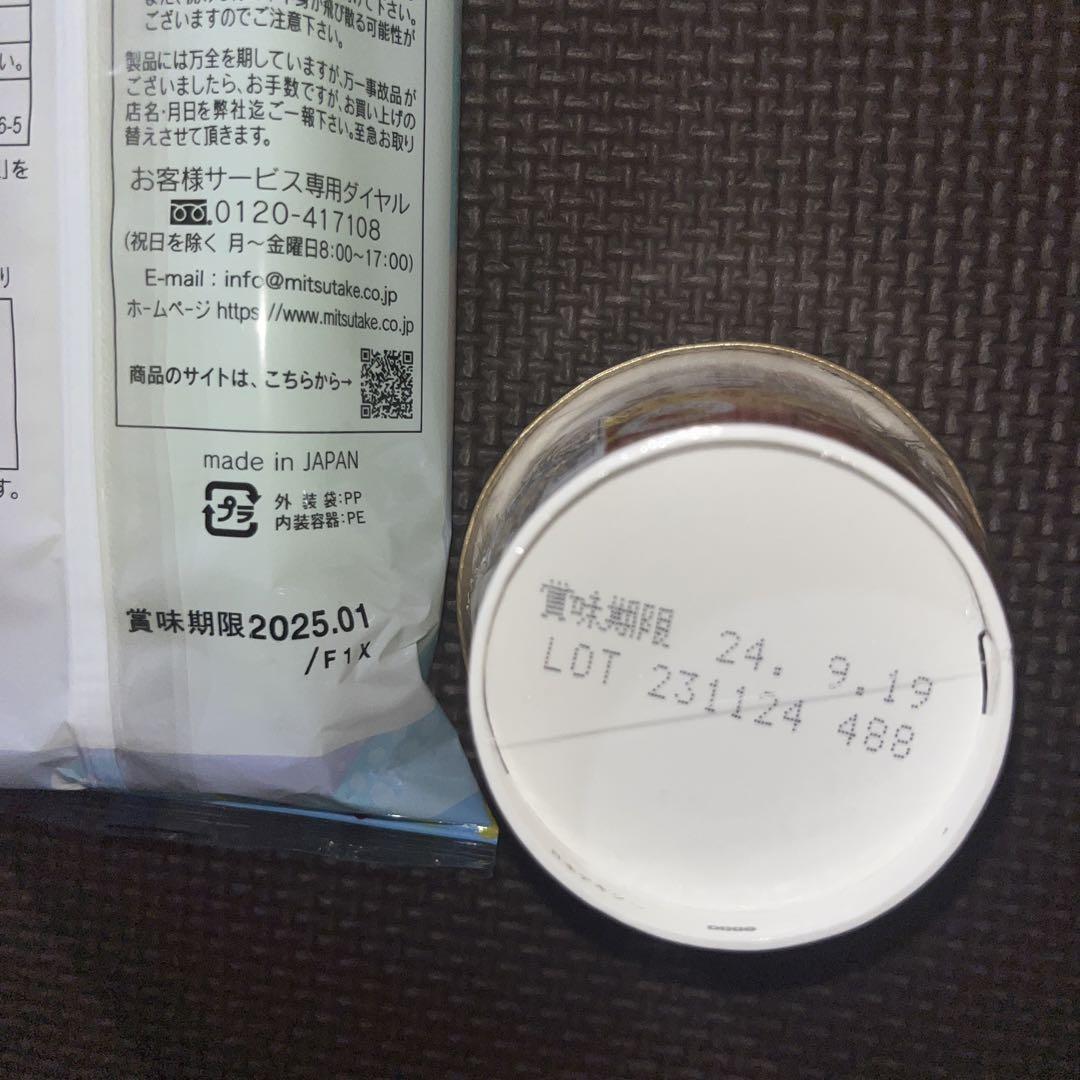 ございますのでご注意下さい。
製品には万全を期していますが、万一事故品が
ございましたら、お手数ですが、お買い上げの
店名・月日を弊社迄ご一報下さい。至急お取り
替えさせて頂きます。
お客様サービス専用ダイヤル
0120-417108
(祝日を除く 月〜金曜日8:00~17:00)
E-mail : info@mitsutake.co.jp
ホームページ https://www.mitsutake.co.jp
商品のサイトは、こちらから→
made in JAPAN
プラ
外装袋:PP
内装容器:PE
賞味期限2025.01
/F1X
い。
6-5
を
り
す。
賞味期限 24. 9.19
LOT 231124 488